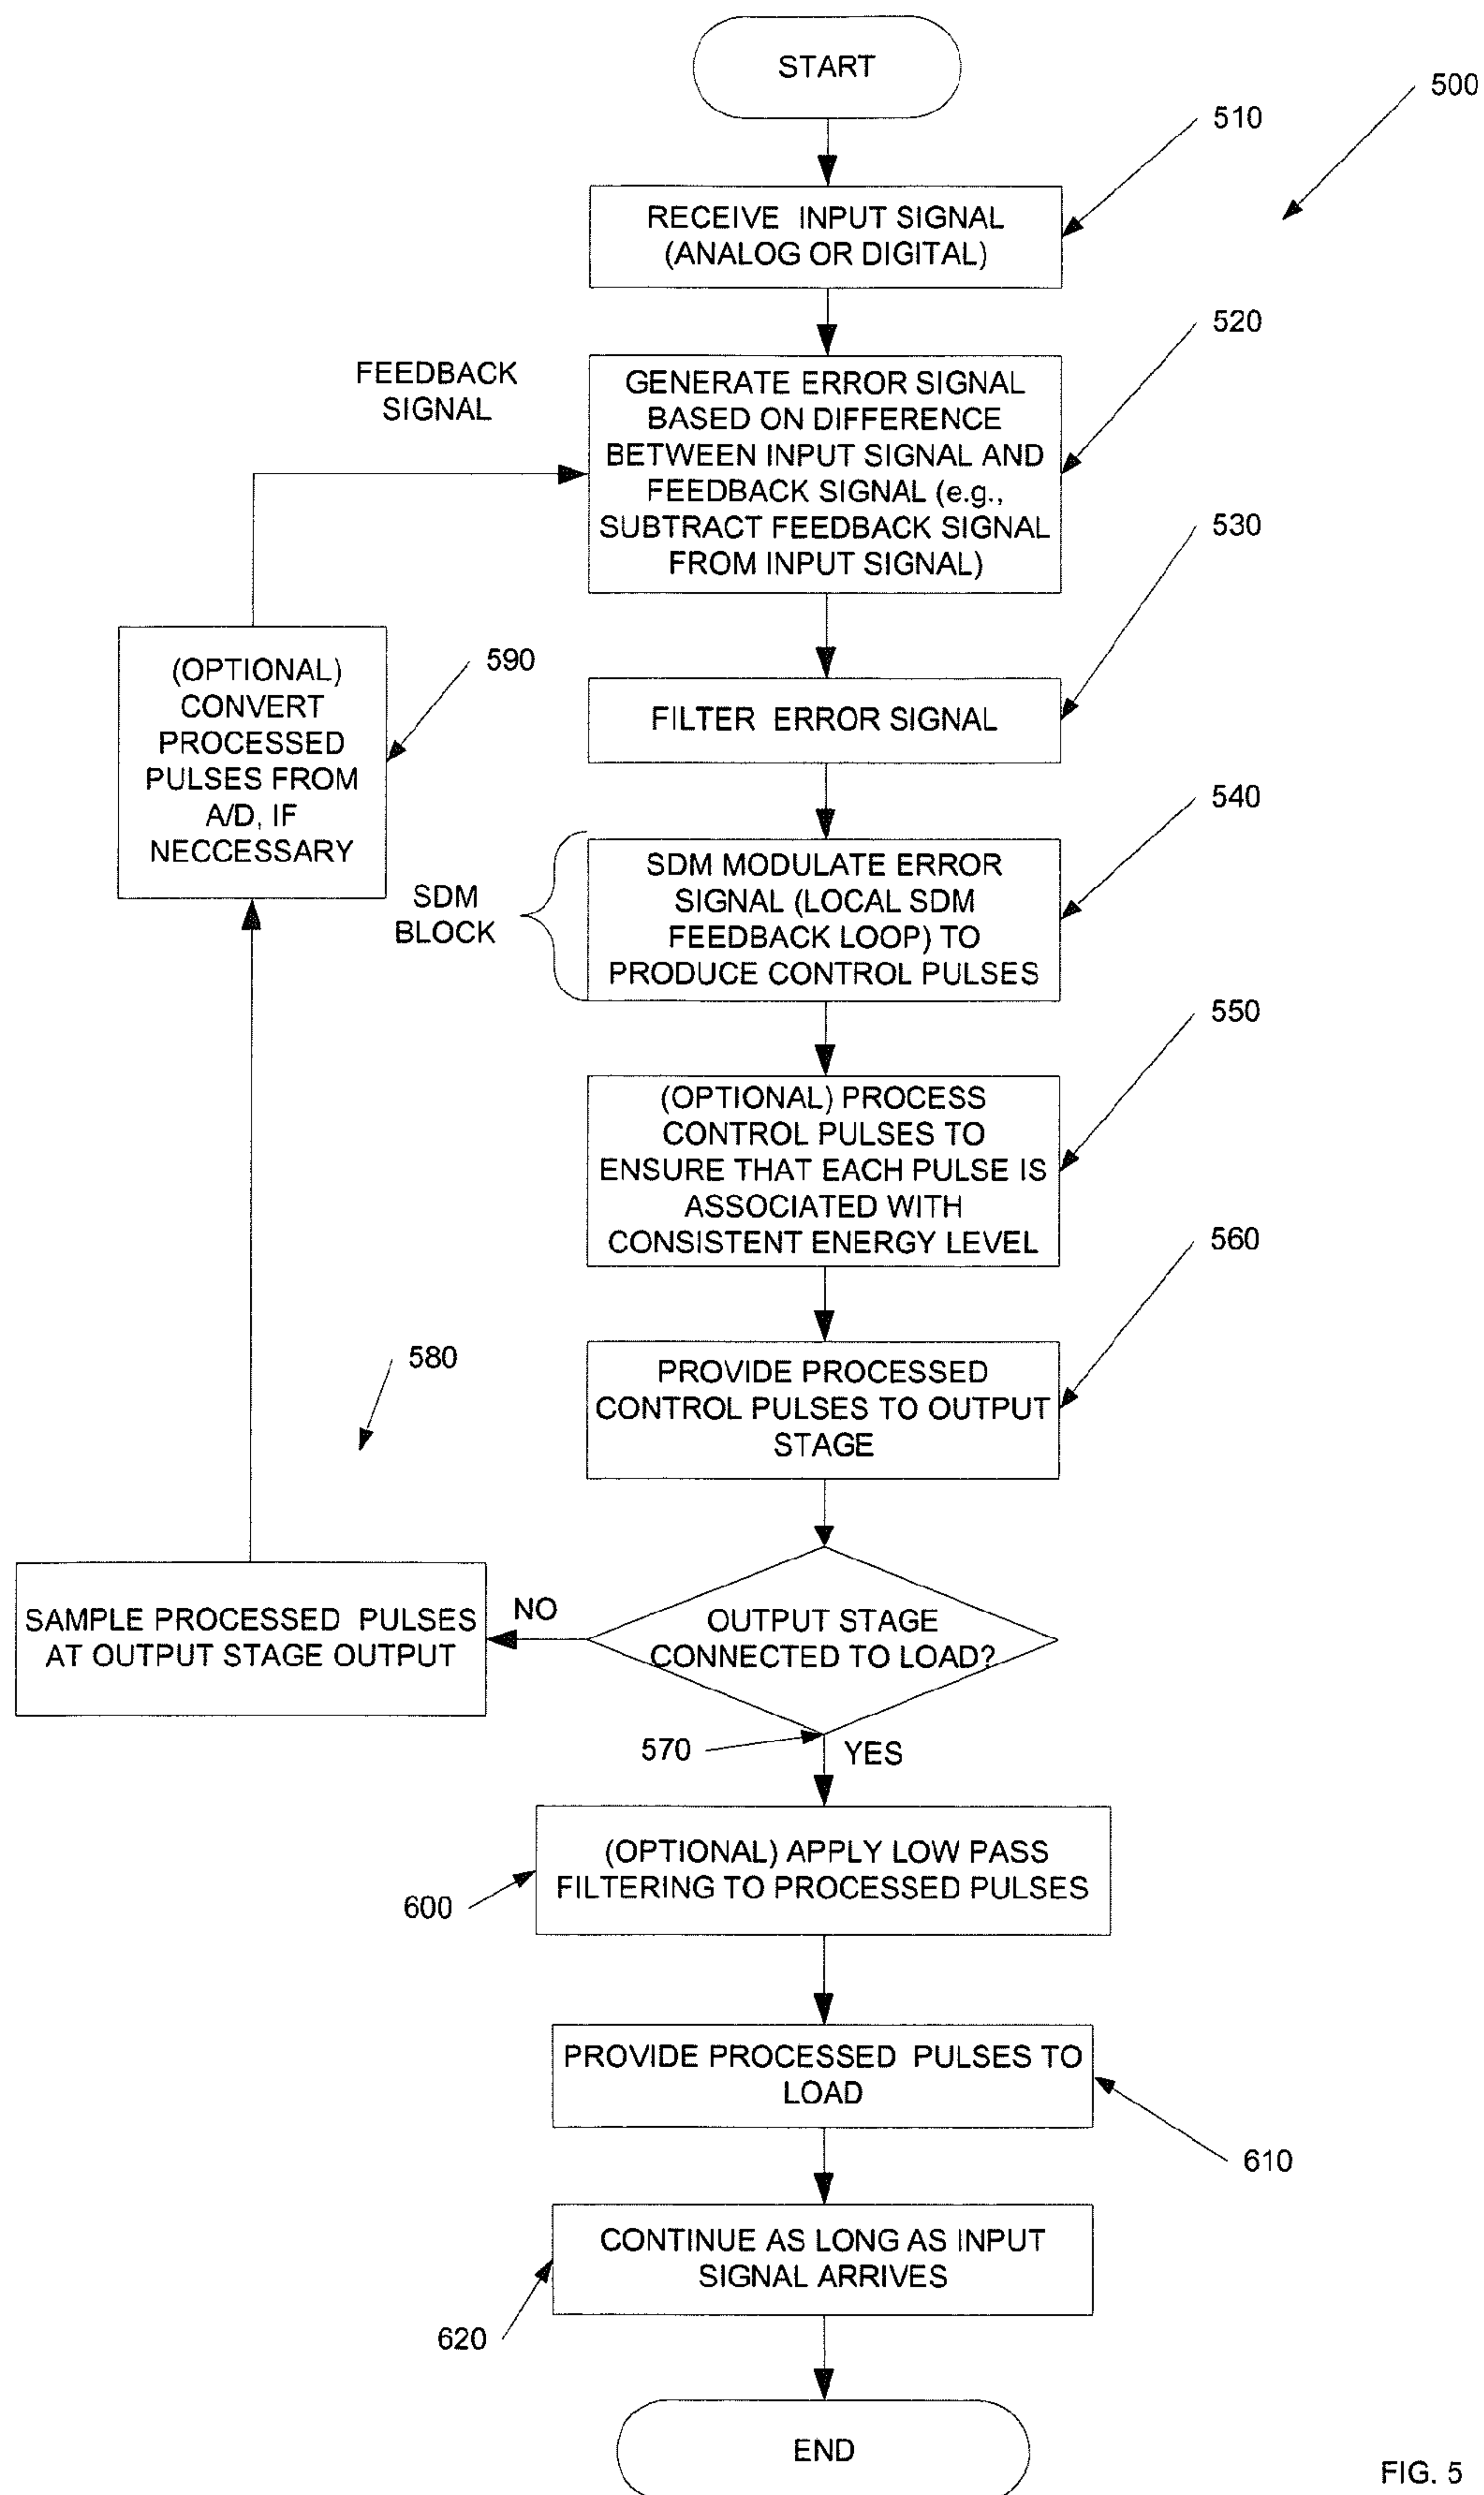 START
500
510
RECEIVE INPUT SIGNAL
(ANALOG OR DIGITAL)
520
FEEDBACK
SIGNAL
GENERATE ERROR SIGNAL
BASED ON DIFFERENCE
BETWEEN INPUT SIGNAL AND
FEEDBACK SIGNAL (e.g.,
SUBTRACT FEEDBACK SIGNAL
FROM INPUT SIGNAL)
530
590
(OPTIONAL)
CONVERT
PROCESSED
PULSES FROM
A/D, IF
NECCESSARY
FILTER ERROR SIGNAL
540
SDM
BLOCK
SDM MODULATE ERROR
SIGNAL (LOCAL SDM
FEEDBACK LOOP) TO
PRODUCE CONTROL PULSES
550
(OPTIONAL) PROCESS
CONTROL PULSES TO
ENSURE THAT EACH PULSE IS
ASSOCIATED WITH
CONSISTENT ENERGY LEVEL
560
580
PROVIDE PROCESSED
CONTROL PULSES TO OUTPUT
STAGE
SAMPLE PROCESSED PULSES
AT OUTPUT STAGE OUTPUT
NO
OUTPUT STAGE
CONNECTED TO LOAD?
570
YES
(OPTIONAL) APPLY LOW PASS
FILTERING TO PROCESSED PULSES
600
PROVIDE PROCESSED PULSES TO
LOAD
610
CONTINUE AS LONG AS INPUT
SIGNAL ARRIVES
620
END
FIG. 5